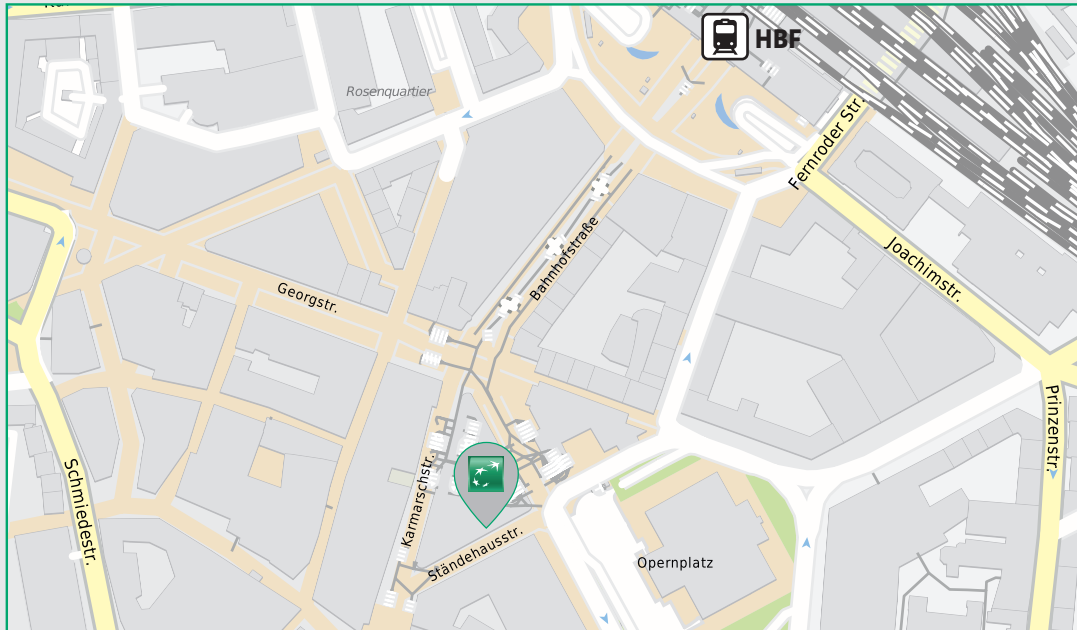 HBF
Rosenquartier
Fernroder Str.
Bahnhofstraße
Joachimstr.
Georgstr.
Prinzenstr.
Karmarschstr.
Schmiedestr.
Ständehausstr.
Opernplatz